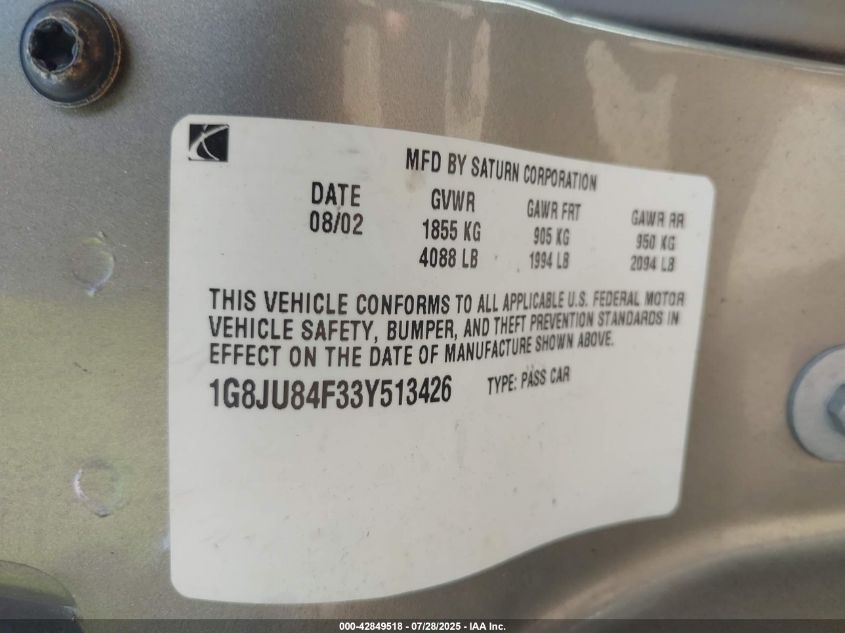 MFD BY SATURN CORPORATION
DATE GVWR GAWR FRT GAWR RR
08/02 1855 KG 905 KG 950 KG
4088 LB 1994 LB 2094 LB
THIS VEHICLE CONFORMS TO ALL APPLICABLE U.S. FEDERAL MOTOR
VEHICLE SAFETY, BUMPER, AND THEFT PREVENTION STANDARDS IN
EFFECT ON THE DATE OF MANUFACTURE SHOWN ABOVE.
1G8JU84F33Y513426 TYPE: PASS CAR
000-42849518 | 07/28/2025 - IAA Inc.